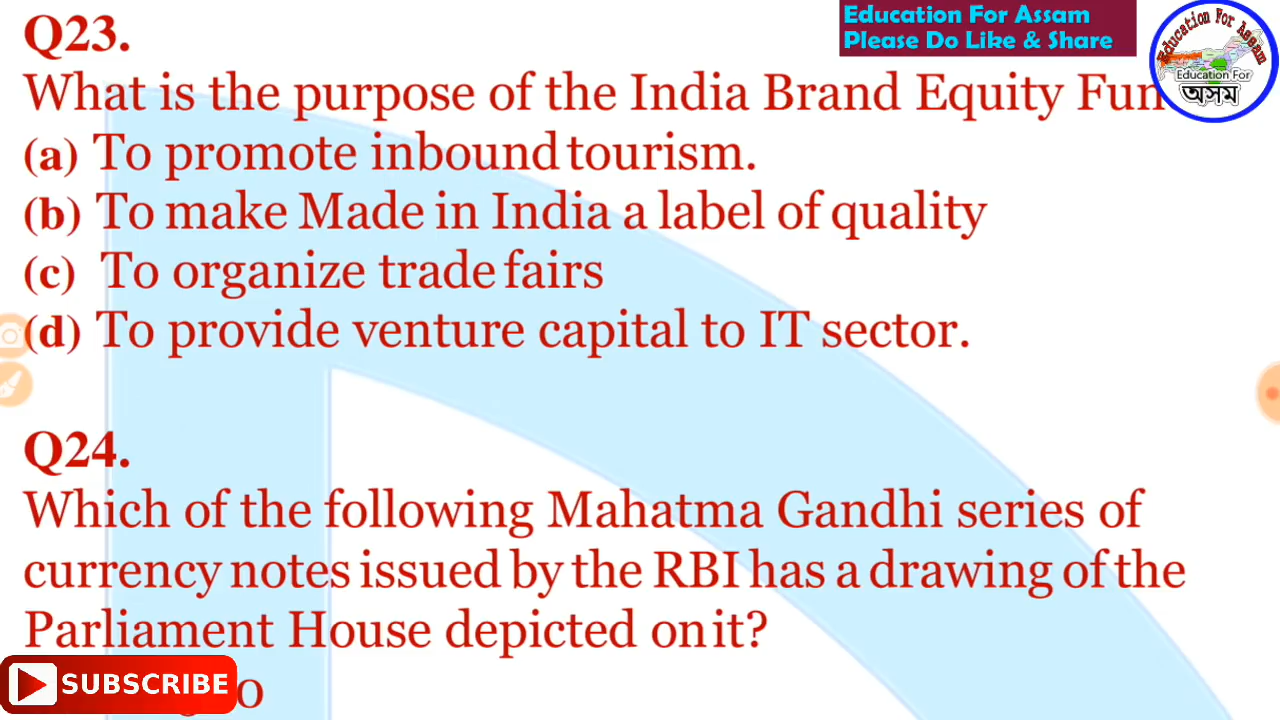 Education For Assam
Please Do Like & Share
Education For Assam
Education For
অসম
Q23.
What is the purpose of the India Brand Equity Fun
(a) To promote inbound tourism.
(b) To make Made in India a label of quality
(c) To organize trade fairs
(d) To provide venture capital to IT sector.
Q24.
Which of the following Mahatma Gandhi series of
currency notes issued by the RBI has a drawing of the
Parliament House depicted on it?
SUBSCRIBE